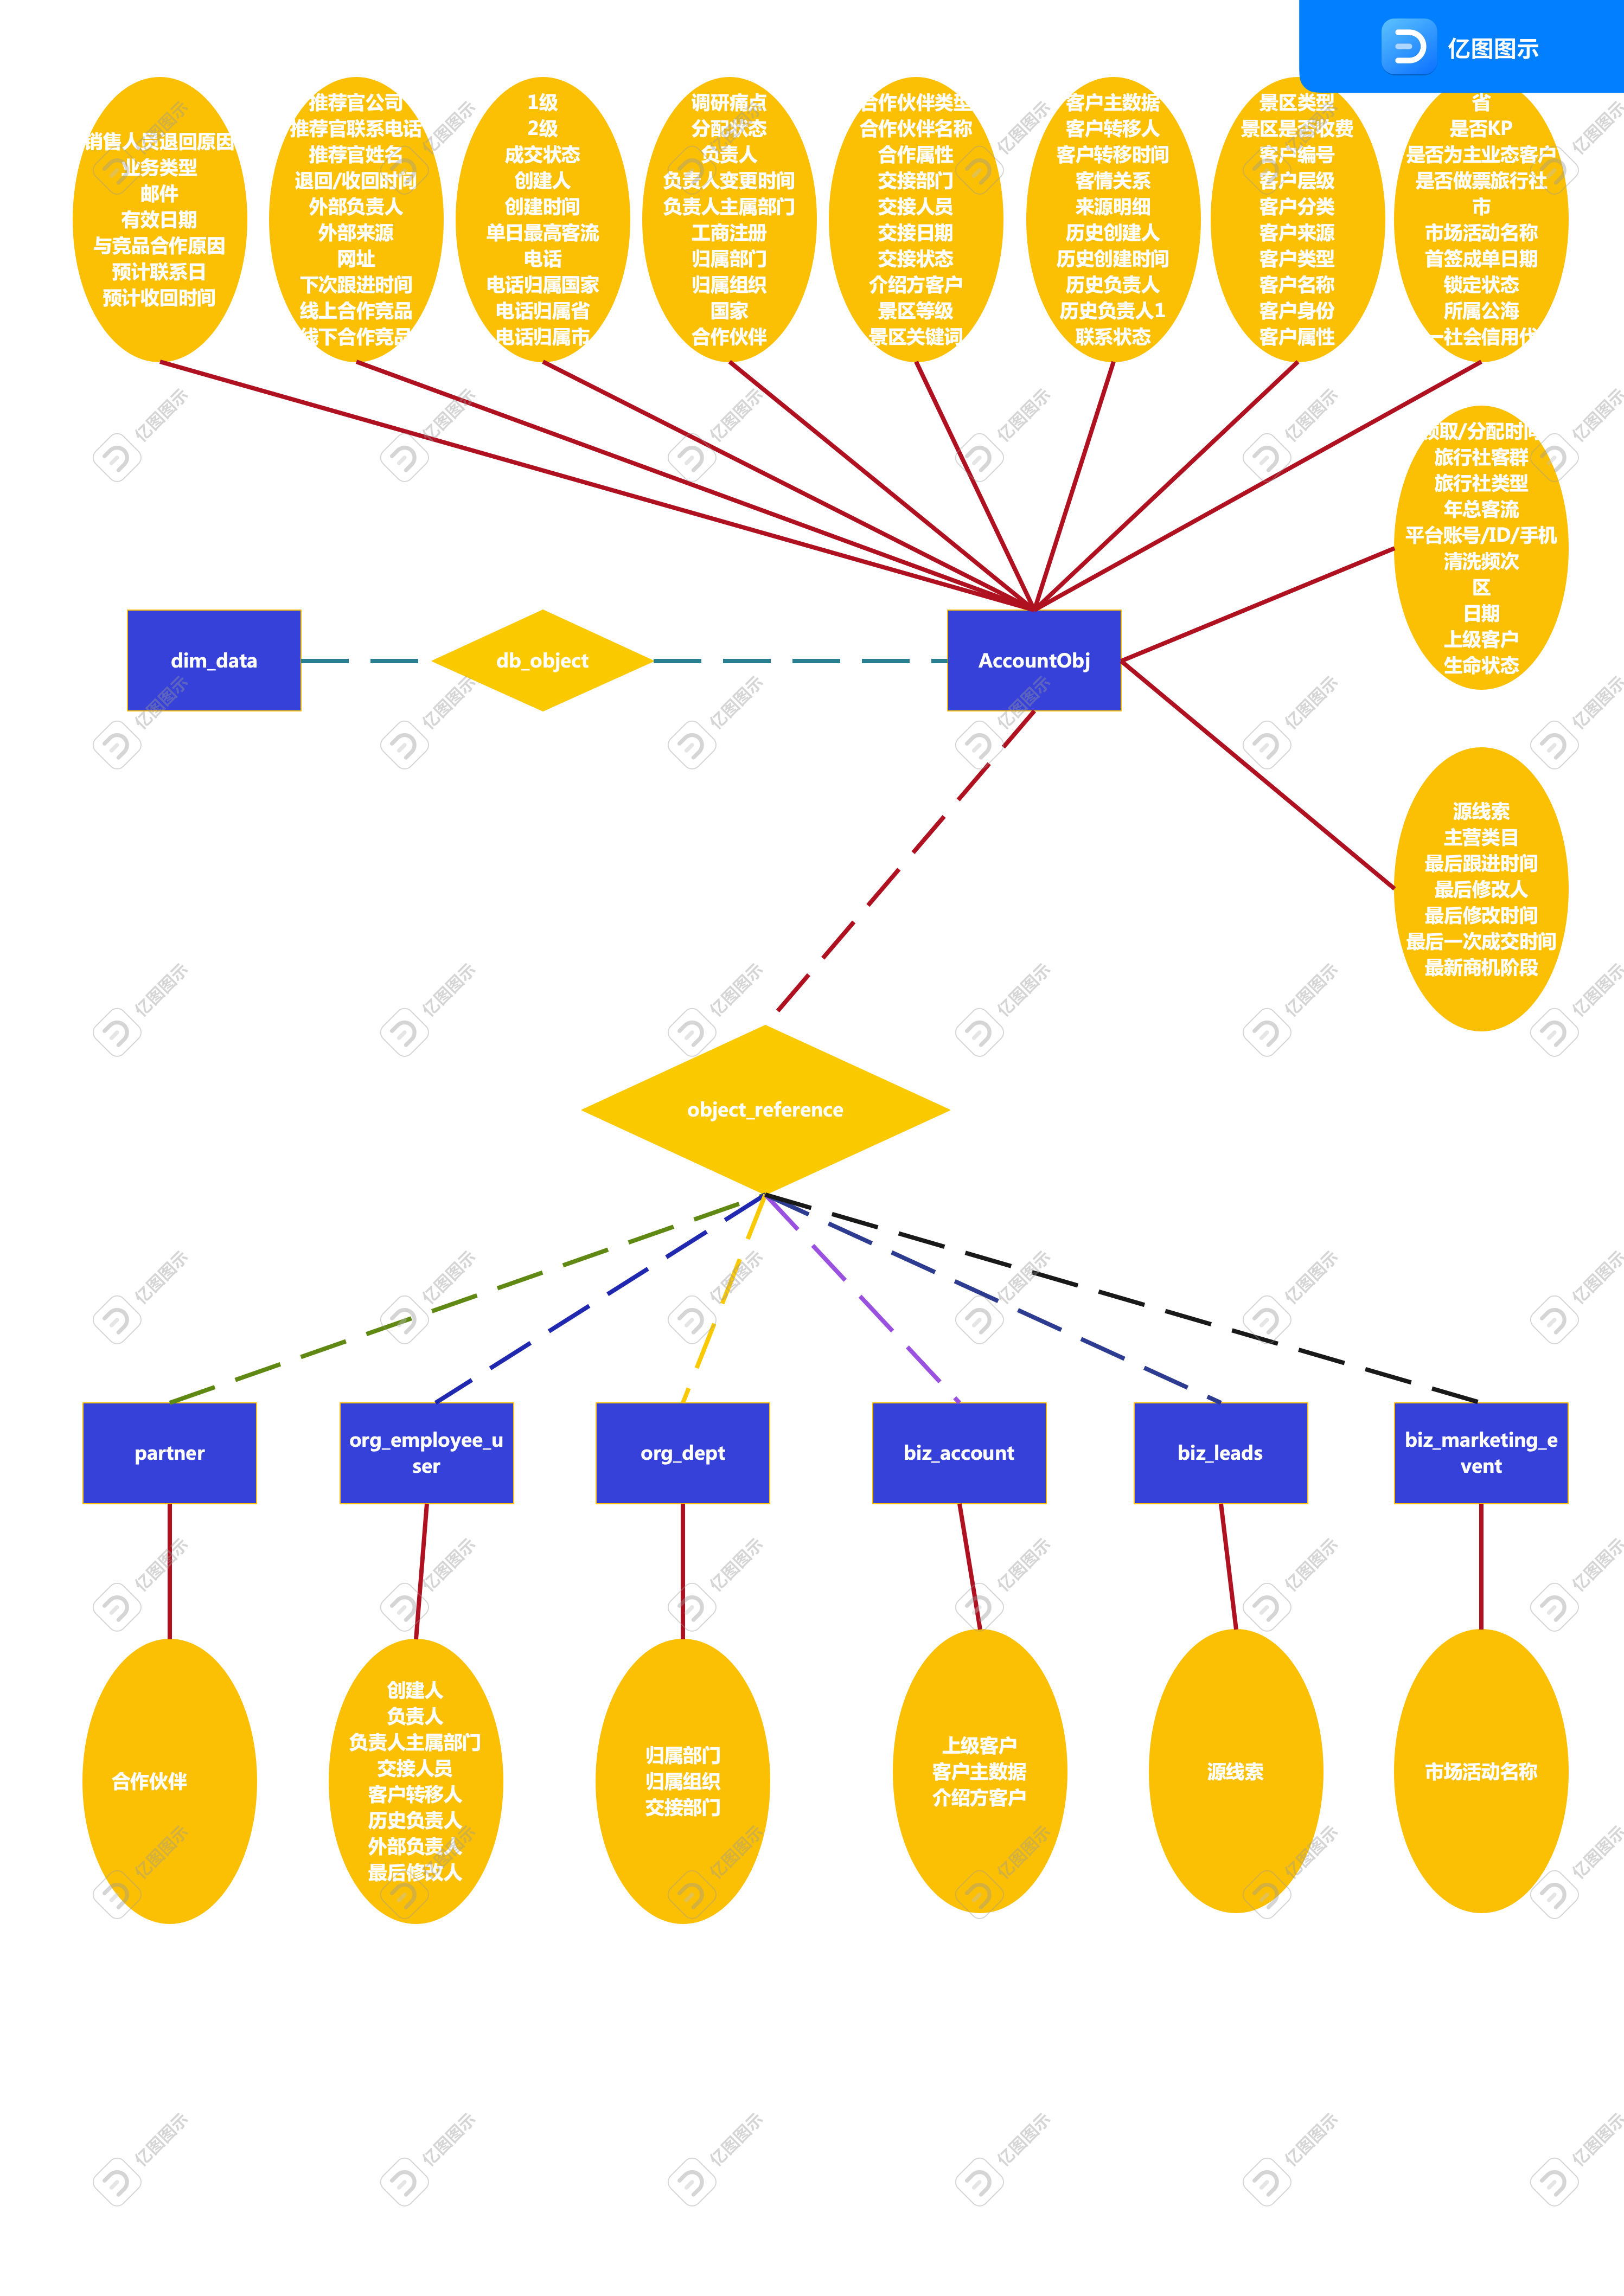 亿图图示
销售人员退回原因
业务类型
邮件
有效日期
与竞品合作原因
预计联系日
预计收回时间
推荐官公司
推荐官联系电话
推荐官姓名
退回/收回时间
外部负责人
外部来源
网址
下次跟进时间
线上合作竞品
线下合作竞品
1级
2级
成交状态
创建人
创建时间
单日最高客流
电话
电话归属国家
电话归属省
电话归属市
调研痛点
分配状态
负责人
负责人变更时间
负责人主属部门
工商注册
归属部门
归属组织
国家
合作伙伴
合作伙伴类型
合作伙伴名称
合作属性
交接部门
交接人员
交接日期
交接状态
介绍方客户
景区等级
景区关键词
客户主数据
客户转移人
客户转移时间
客情关系
来源明细
历史创建人
历史创建时间
历史负责人
历史负责人1
联系状态
景区类型
景区是否收费
客户编号
客户层级
客户分类
客户来源
客户类型
客户名称
客户身份
客户属性
省
是否KP
是否为主业态客户
是否做票旅行社
市
市场活动名称
首签成单日期
锁定状态
所属公海
一社会信用代
领取/分配时间
旅行社客群
旅行社类型
年总客流
平台账号/ID/手机
清洗频次
区
日期
上级客户
生命状态
dim_data
db_object
AccountObj
源线索
主营类目
最后跟进时间
最后修改人
最后修改时间
最后一次成交时间
最新商机阶段
object_reference
partner
org_employee_u
ser
org_dept
biz_account
biz_leads
biz_marketing_e
vent
合作伙伴
创建人
负责人
负责人主属部门
交接人员
客户转移人
历史负责人
外部负责人
最后修改人
归属部门
归属组织
交接部门
上级客户
客户主数据
介绍方客户
源线索
市场活动名称